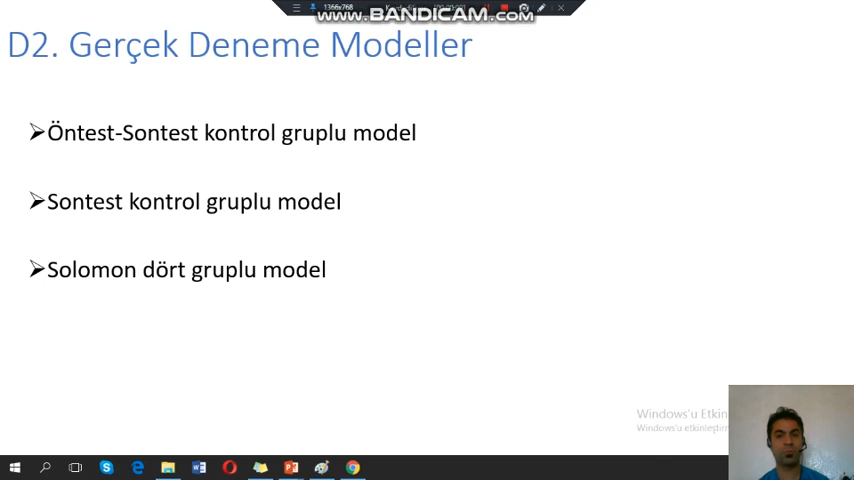 1366x768
www.BANDICAM.com
D2. Gerçek Deneme Modeller
➢Öntest-Sontest kontrol gruplu model
➢Sontest kontrol gruplu model
➢Solomon dört gruplu model
Windows'u Etkin
Windows'u etkinleştirm